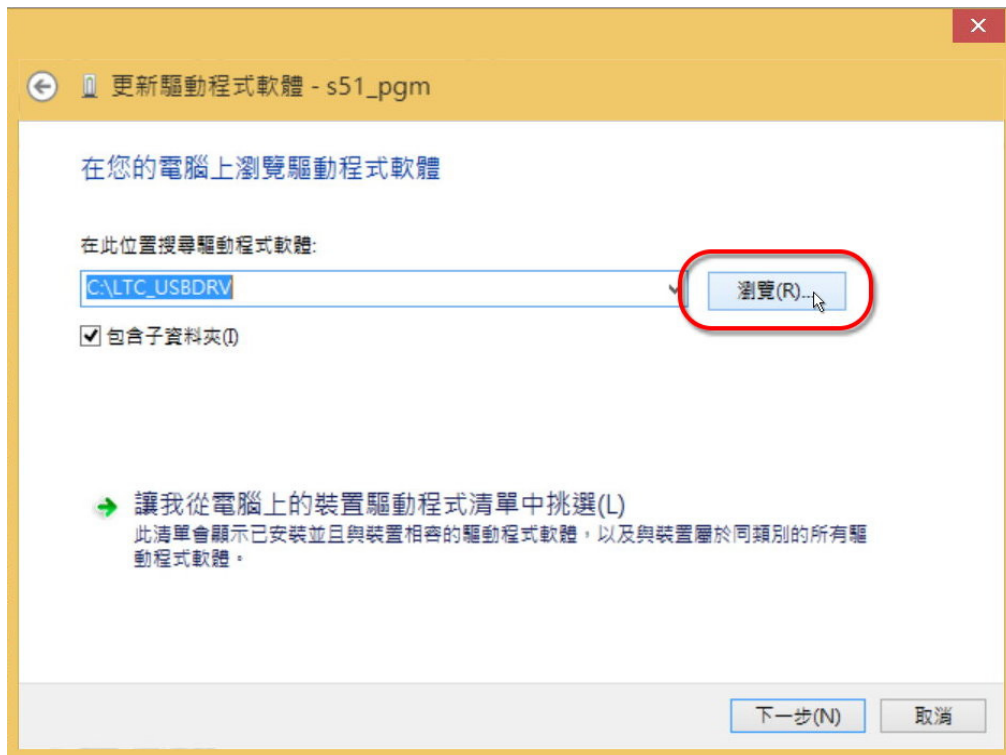 更新驅動程式軟體 - s51_pgm
在您的電腦上瀏覽驅動程式軟體
在此位置搜尋驅動程式軟體:
C:\LTC_USBDRV
瀏覽(R)...
包含子資料夾(I)
讓我從電腦上的裝置驅動程式清單中挑選(L)
此清單會顯示已安裝並且與裝置相容的驅動程式軟體，以及與裝置屬於同類別的所有驅
動程式軟體。
下一步(N)
取消